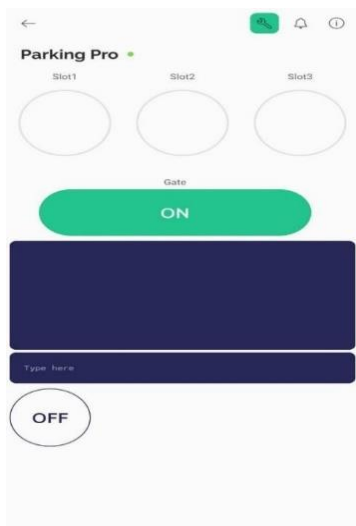 Parking Pro
Slot1 Slot2 Slot3
Gate
ON
Type here
OFF